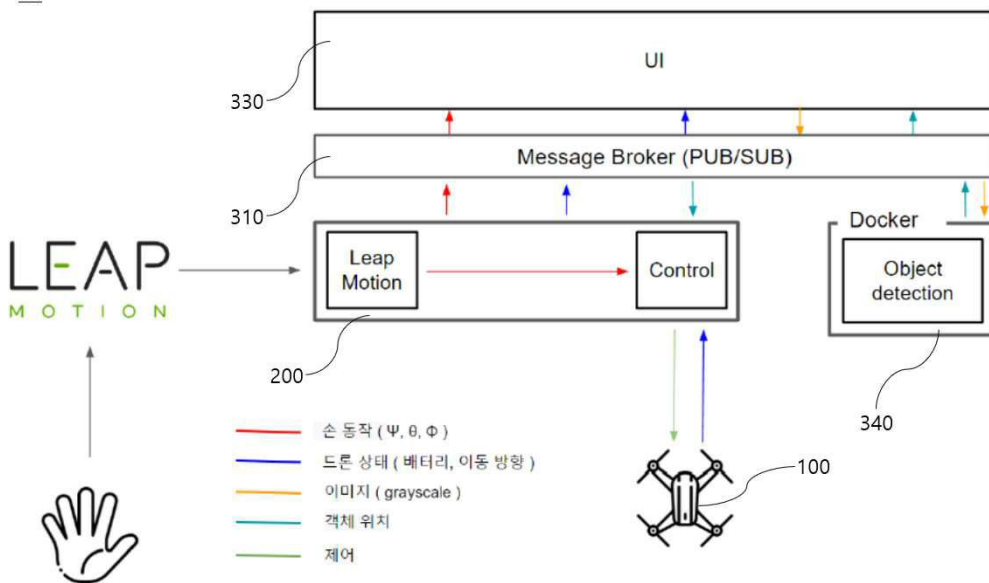 UI
330
Message Broker (PUB/SUB)
310
LEAP
MOTION
Leap
Motion
Control
Docker
Object
detection
200
340
손 동작 ( Ψ, θ, Φ )
드론 상태 ( 배터리, 이동 방향 )
이미지 ( grayscale )
객체 위치
제어
100